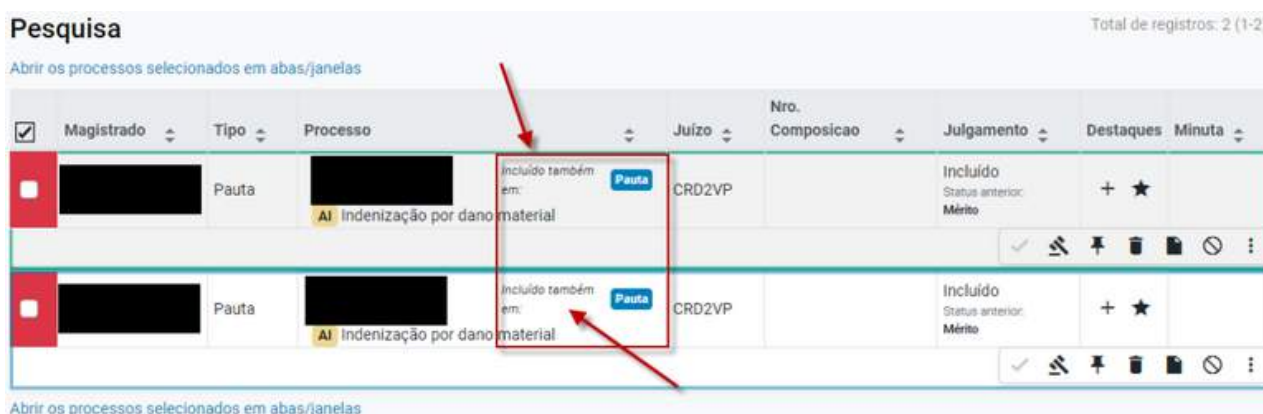 Pesquisa
Total de registros: 2 (1-2
Abrir os processos selecionados em abas/janelas
Magistrado Tipo Processo Juízo Nro. Composicao Julgamento Destaques Minuta
Pauta Incluído também em: Pauta CRD2VP Incluído
Status anterior:
Mérito
AI Indenização por dano material
Pauta Incluído também em: Pauta CRD2VP Incluído
Status anterior:
Mérito
AI Indenização por dano material
Abrir os processos selecionados em abas/janelas